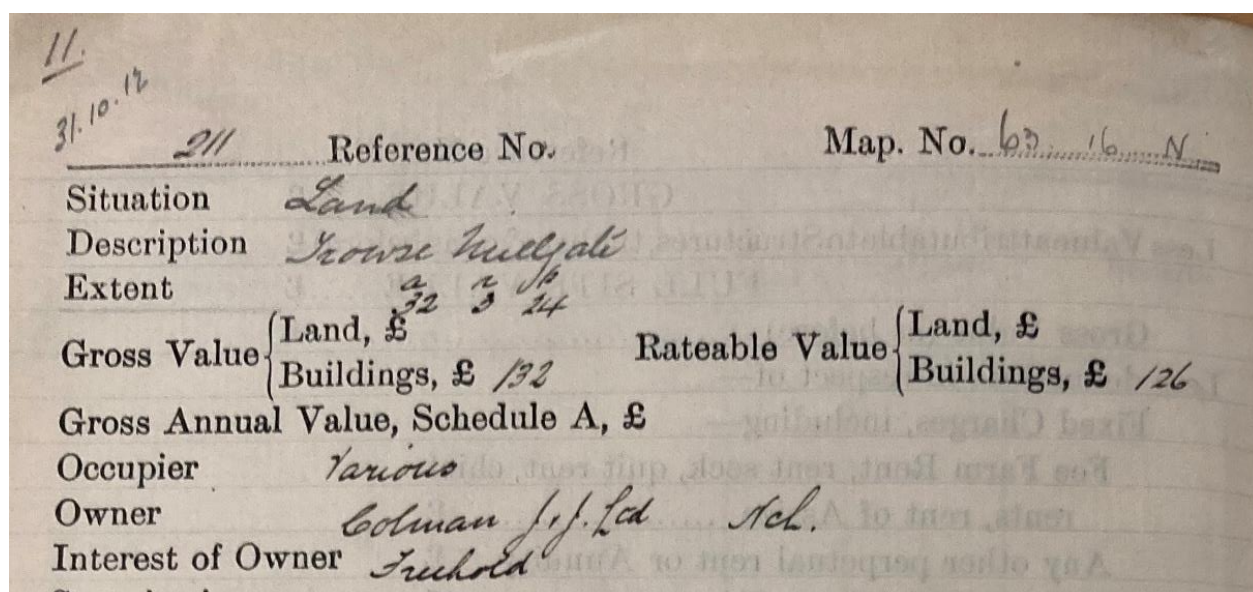 11.
31.10.12
211 Reference No. Map. No. 63. 16 N
Situation Land
Description Trowse Millgate
Extent a 32 r 3 p 24
Gross Value { Land, £ Rateable Value { Land, £
Buildings, £ 132 Buildings, £ 126
Gross Annual Value, Schedule A, £
Occupier Various
Owner Colman J. & J. Ltd Nch.
Interest of Owner Freehold